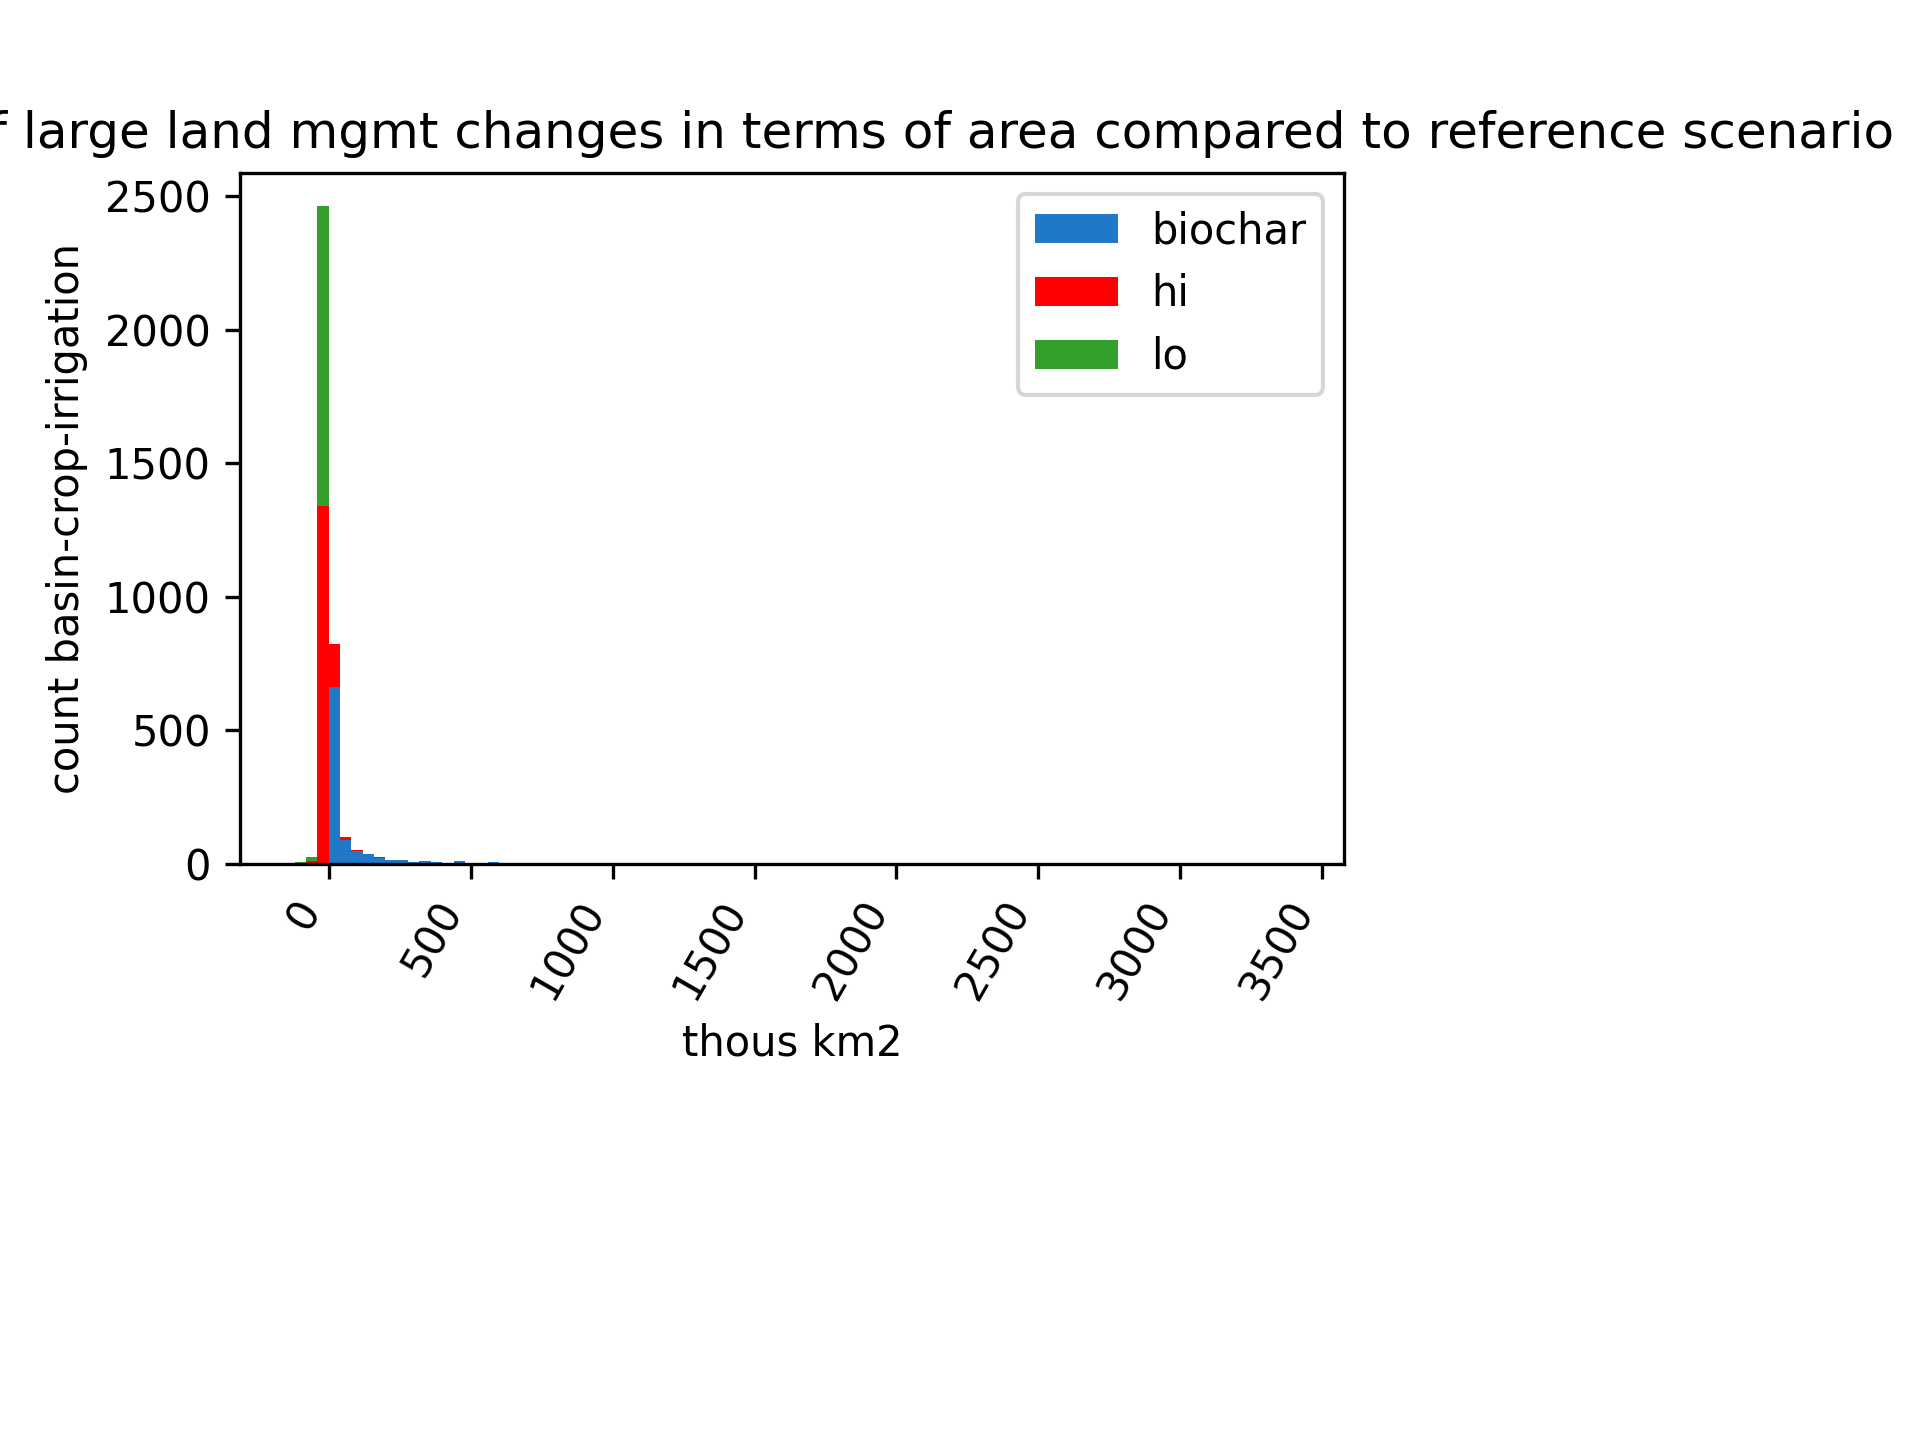 large land mgmt changes in terms of area compared to reference scenario
2500
2000
1500
1000
500
0
count basin-crop-irrigation
biochar
hi
lo
0
500
1000
1500
2000
2500
3000
3500
thous km2